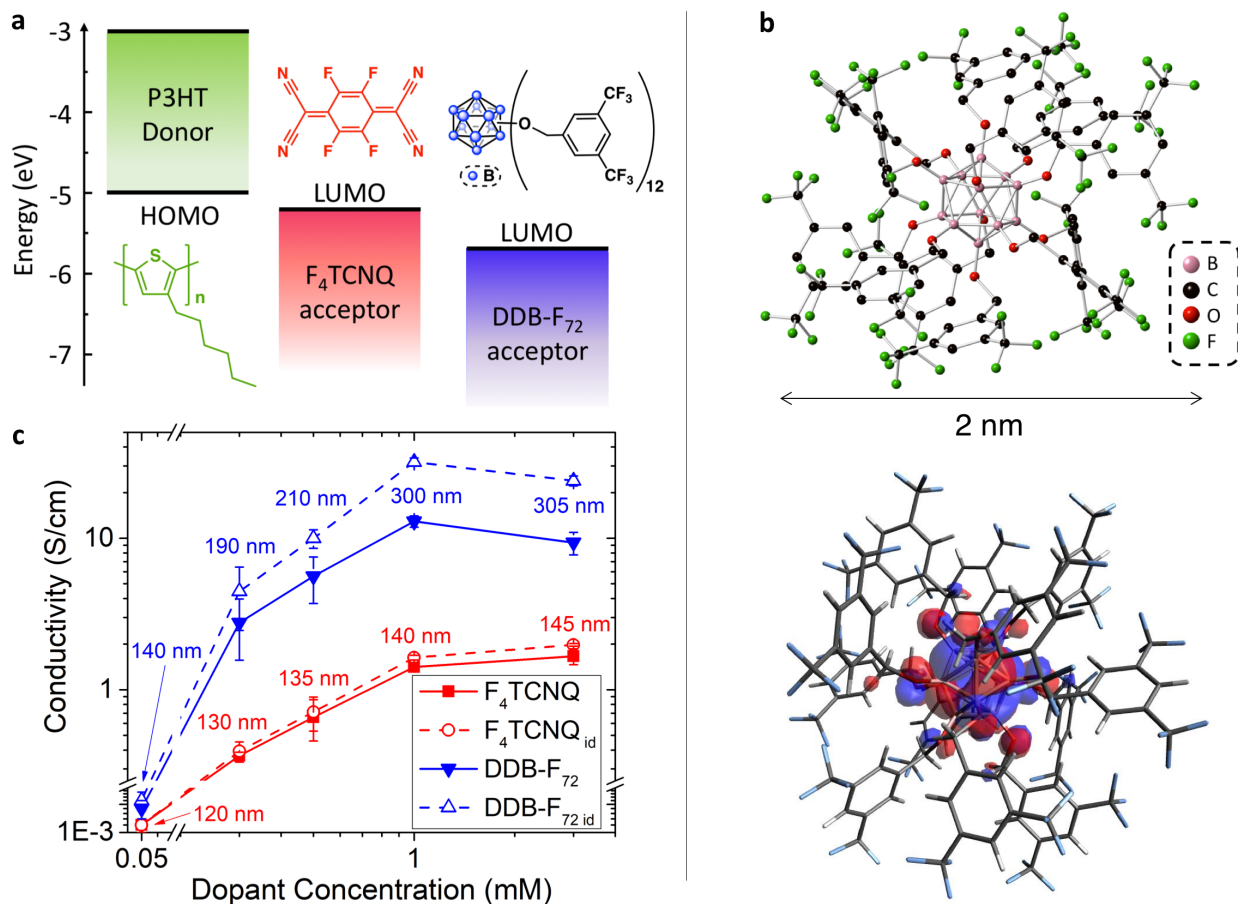 a
Energy (eV)
-3
-4
-5
-6
-7
P3HT
Donor
HOMO
S
n
N
N
F
F
F
F
N
N
LUMO
F4TCNQ
acceptor
B
O
CF3
CF3
12
LUMO
DDB-F72
acceptor
b
B
C
O
F
2 nm
c
Conductivity (S/cm)
10
1
1E-3
0.05
1
Dopant Concentration (mM)
140 nm
190 nm
210 nm
300 nm
305 nm
120 nm
130 nm
135 nm
140 nm
145 nm
F4TCNQ
F4TCNQ id
DDB-F72
DDB-F72 id